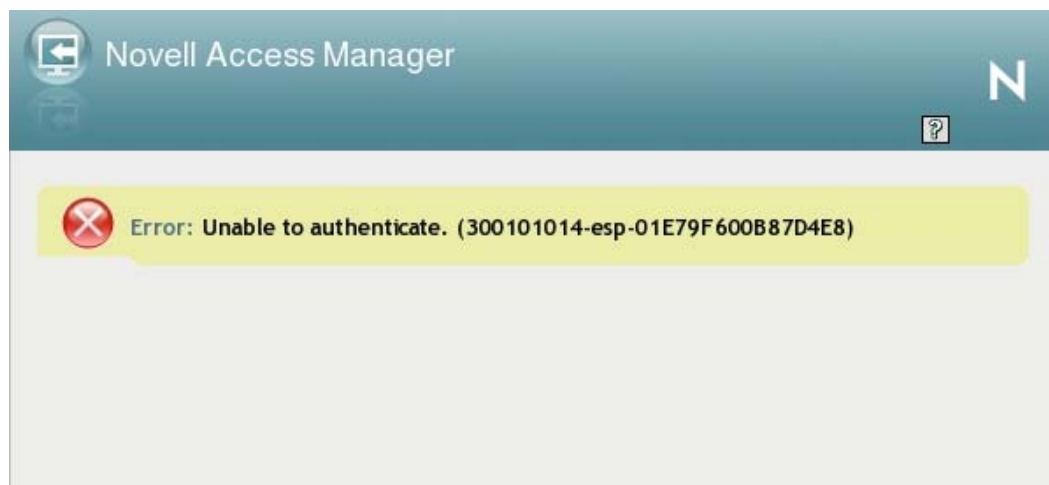 Novell Access Manager
N
?
Error: Unable to authenticate. (300101014-esp-01E79F600B87D4E8)